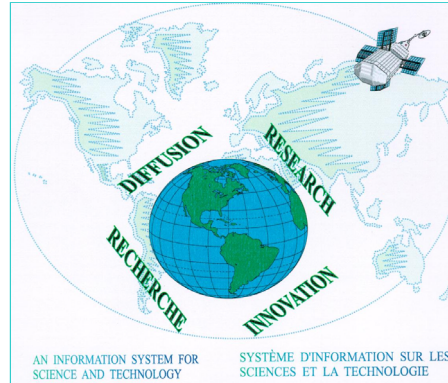 DIFFUSION
RESEARCH
RECHERCHE
INNOVATION
AN INFORMATION SYSTEM FOR
SCIENCE AND TECHNOLOGY
SYSTÈME D'INFORMATION SUR LES
SCIENCES ET LA TECHNOLOGIE